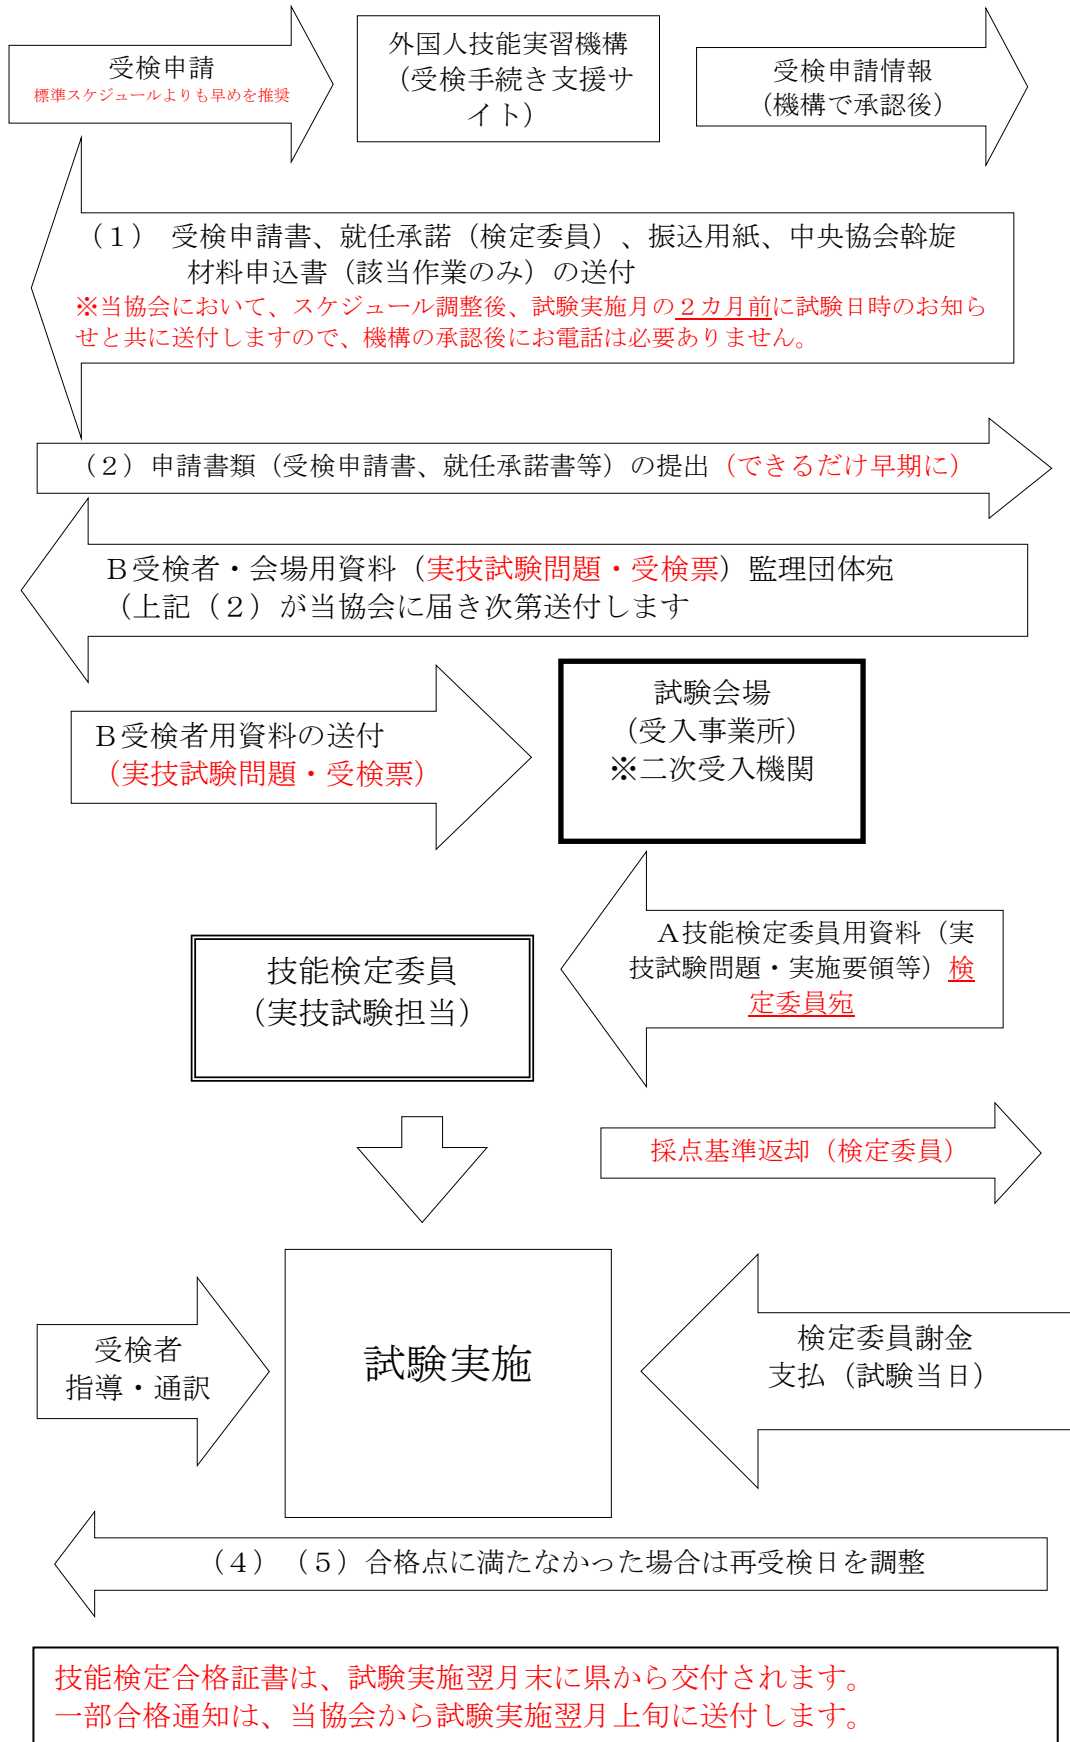 受検申請
標準スケジュールよりも早めを推奨
外国人技能実習機構
（受検手続き支援サ
イト）
受検申請情報
（機構で承認後）
（１） 受検申請書、就任承諾（検定委員）、振込用紙、中央協会斡旋
材料申込書（該当作業のみ）の送付
※当協会において、スケジュール調整後、試験実施月の２カ月前に試験日時のお知ら
せと共に送付しますので、機構の承認後にお電話は必要ありません。
（２）申請書類（受検申請書、就任承諾書等）の提出（できるだけ早期に）
Ｂ受検者・会場用資料（実技試験問題・受検票）監理団体宛
（上記（２）が当協会に届き次第送付します
Ｂ受検者用資料の送付
（実技試験問題・受検票）
試験会場
（受入事業所）
※二次受入機関
Ａ技能検定委員用資料（実
技試験問題・実施要領等）検
定委員宛
技能検定委員
（実技試験担当）
採点基準返却（検定委員）
受検者
指導・通訳
試験実施
検定委員謝金
支払（試験当日）
（４）（５）合格点に満たなかった場合は再受検日を調整
技能検定合格証書は、試験実施翌月末に県から交付されます。
一部合格通知は、当協会から試験実施翌月上旬に送付します。